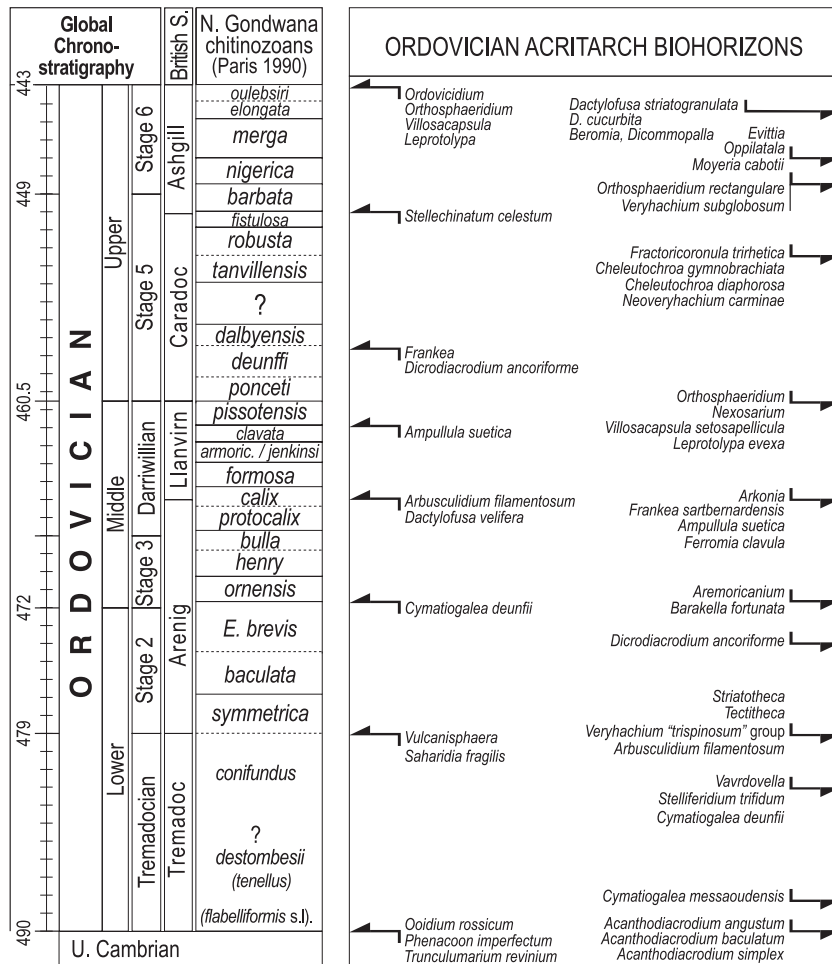 Global
Chrono-
stratigraphy
British S.
N. Gondwana
chitinozoans
(Paris 1990)
ORDOVICIAN ACRITARCH BIOHORIZONS
443
449
460.5
472
479
490
ORDOVICIAN
Upper
Middle
Lower
Stage 6
Stage 5
Darriwillian
Stage 3
Stage 2
Tremadocian
Ashgill
Caradoc
Llanvirn
Arenig
Tremadoc
oulebsiri
elongata
merga
nigerica
barbata
fistulosa
robusta
tanvillensis
?
dalbyensis
deunffi
ponceti
pissotensis
clavata
armoric. / jenkinsi
formosa
calix
protocalix
bulla
henry
ornensis
E. brevis
baculata
symmetrica
conifundus
?
destombesii
(tenellus)
(flabelliformis s.l).
U. Cambrian
Ordovicidium
Orthosphaeridium
Villosacapsula
Leprotolypa
Stellechinatum celestum
Frankea
Dicrodiacrodium ancoriforme
Ampullula suetica
Arbusculidium filamentosum
Dactylofusa velifera
Cymatiogalea deunfii
Vulcanisphaera
Saharidia fragilis
Ooidium rossicum
Phenacoon imperfectum
Trunculumarium revinium
Dactylofusa striatogranulata
D. cucurbita
Beromia, Dicommopalla
Evittia
Oppilatala
Moyeria cabotii
Orthosphaeridium rectangulare
Veryhachium subglobosum
Fractoricoronula trirhetica
Cheleutochroa gymnobrachiata
Cheleutochroa diaphorosa
Neoveryhachium carminae
Orthosphaeridium
Nexosarium
Villosacapsula setosapellicula
Leprotolypa evexa
Arkonia
Frankea sartbernardensis
Ampullula suetica
Ferromia clavula
Aremoricanium
Barakella fortunata
Dicrodiacrodium ancoriforme
Striatotheca
Tectitheca
Veryhachium "trispinosum" group
Arbusculidium filamentosum
Vavrdovella
Stelliferidium trifidum
Cymatiogalea deunfii
Cymatiogalea messaoudensis
Acanthodiacrodium angustum
Acanthodiacrodium baculatum
Acanthodiacrodium simplex